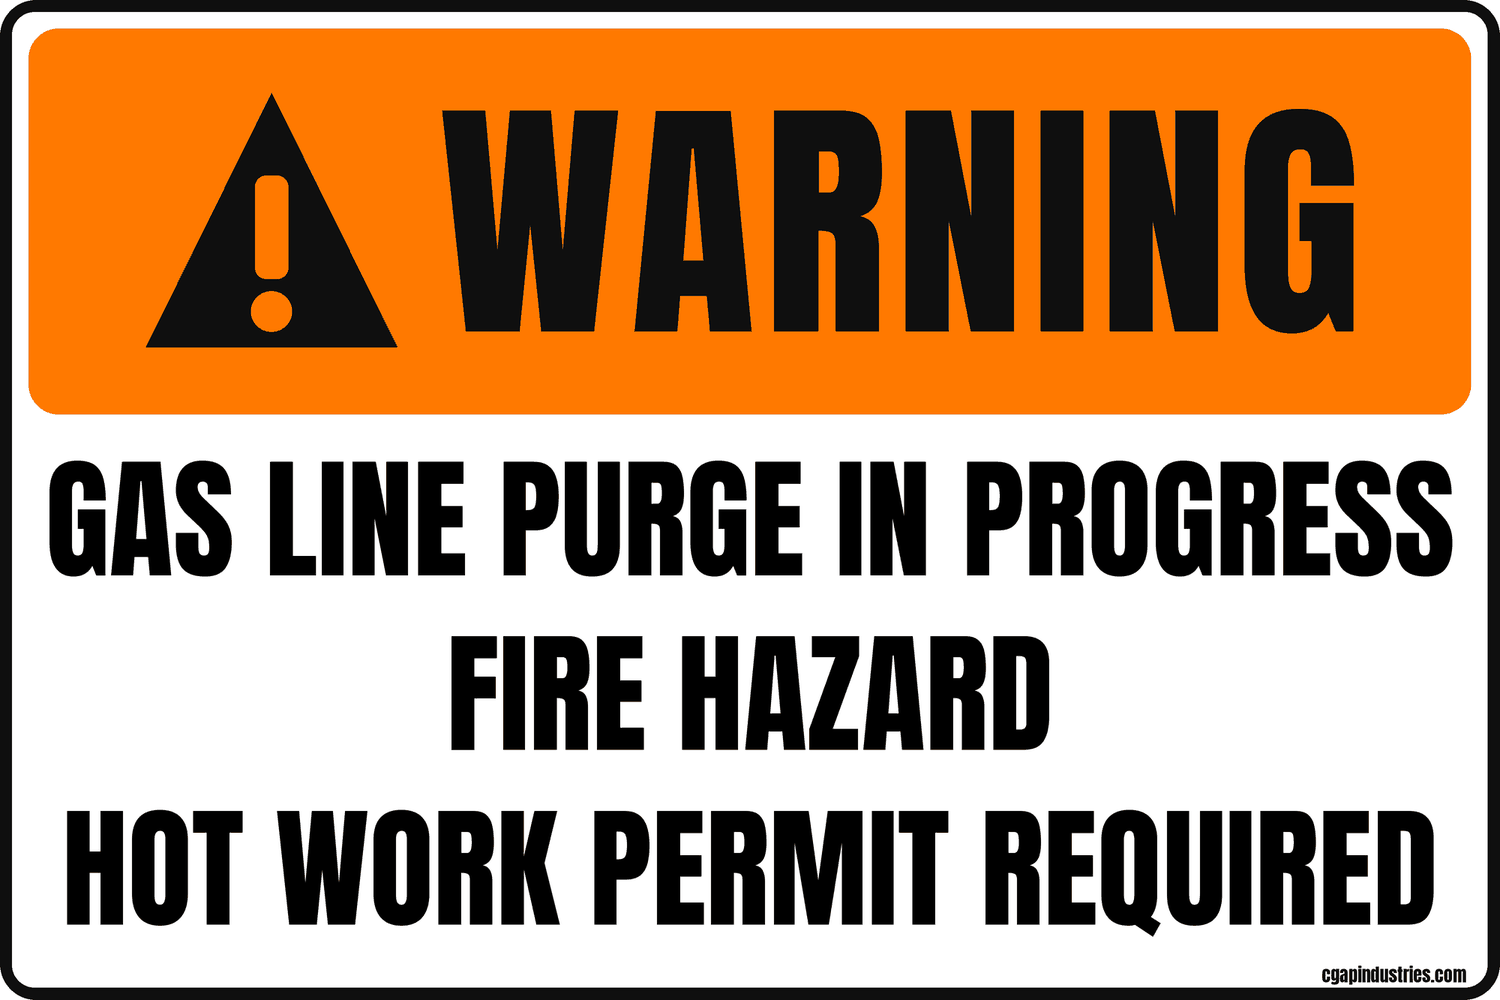 WARNING
GAS LINE PURGE IN PROGRESS
FIRE HAZARD
HOT WORK PERMIT REQUIRED
cgapindustries.com